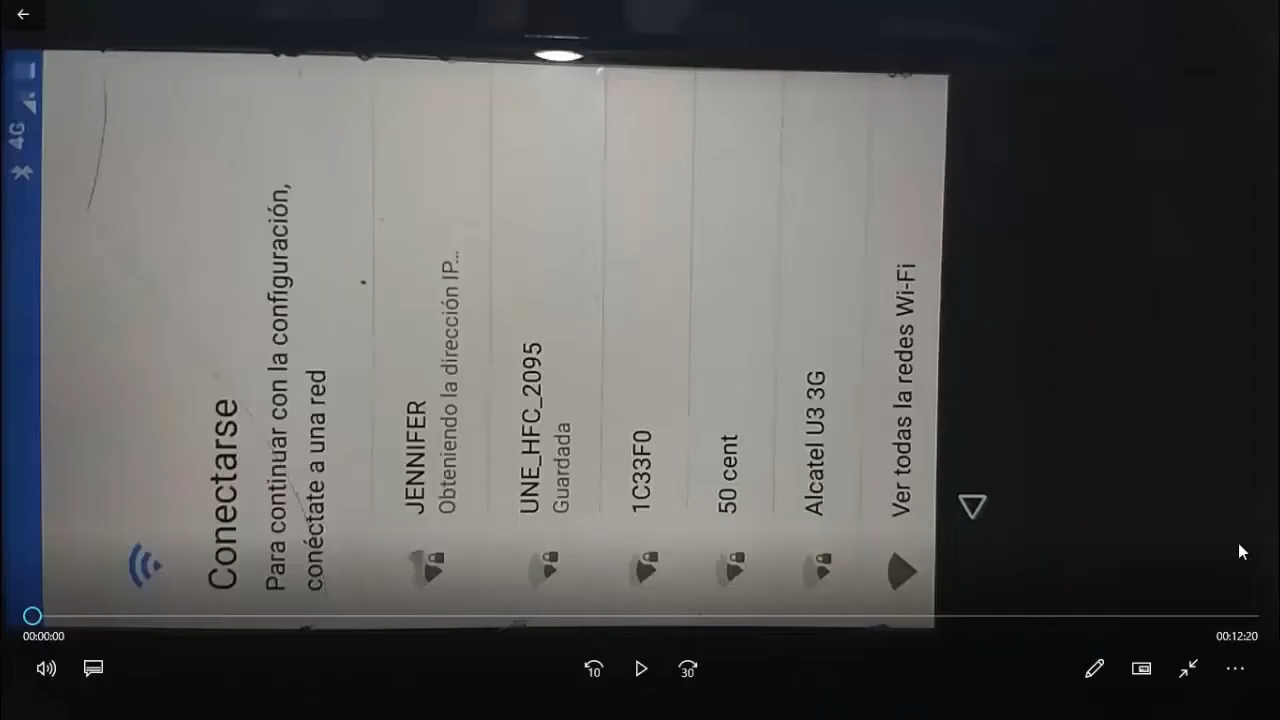 4G
Conectarse
Para continuar con la configuración,
conéctate a una red
JENNIFER
Obteniendo la dirección IP...
UNE_HFC_2095
Guardada
1C33F0
50 cent
Alcatel U3 3G
Ver todas la redes Wi-Fi
00:00:00
00:12:20
10
30